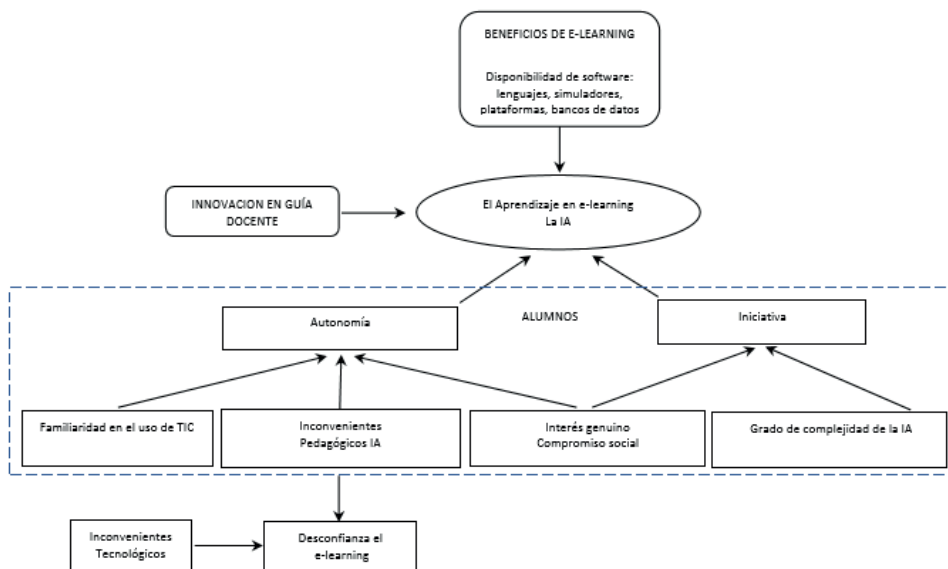 BENEFICIOS DE E-LEARNING
Disponibilidad de software:
lenguajes, simuladores,
plataformas, bancos de datos
INNOVACION EN GUÍA
DOCENTE
El Aprendizaje en e-learning
La IA
Autonomía
ALUMNOS
Iniciativa
Familiaridad en el uso de TIC
Inconvenientes
Pedagógicos IA
Interés genuino
Compromiso social
Grado de complejidad de la IA
Inconvenientes
Tecnológicos
Desconfianza el
e-learning